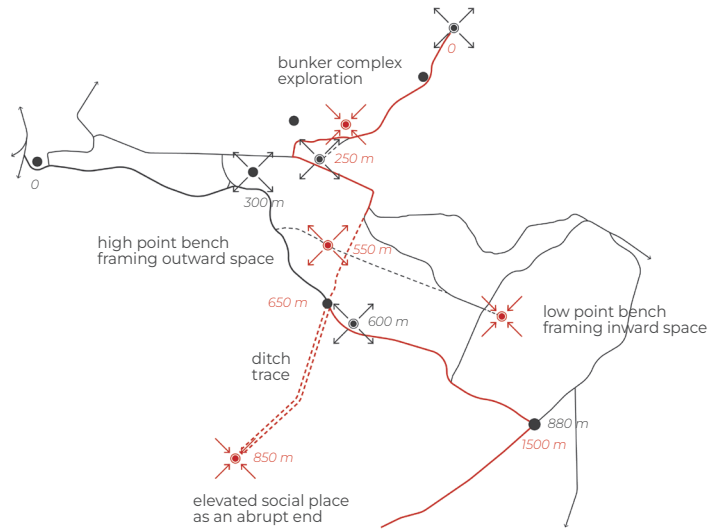 0
bunker complex
exploration
250 m
0
300 m
high point bench
framing outward space
550 m
650 m
600 m
low point bench
framing inward space
ditch
trace
880 m
1500 m
850 m
elevated social place
as an abrupt end